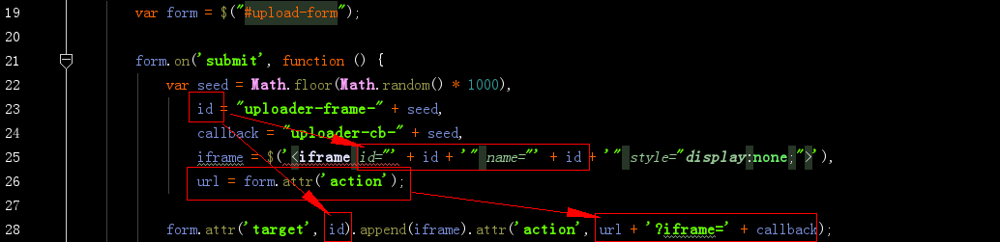 19 var form = $("#upload-form");
20
21 form.on('submit', function () {
22 var seed = Math.floor(Math.random() * 1000),
23 id = "uploader-frame-" + seed,
24 callback = "uploader-cb-" + seed,
25 iframe = $('<iframe id="' + id + '" name="' + id + '" style="display:none;">'),
26 url = form.attr('action');
27
28 form.attr('target', id).append(iframe).attr('action', url + '?iframe=' + callback);